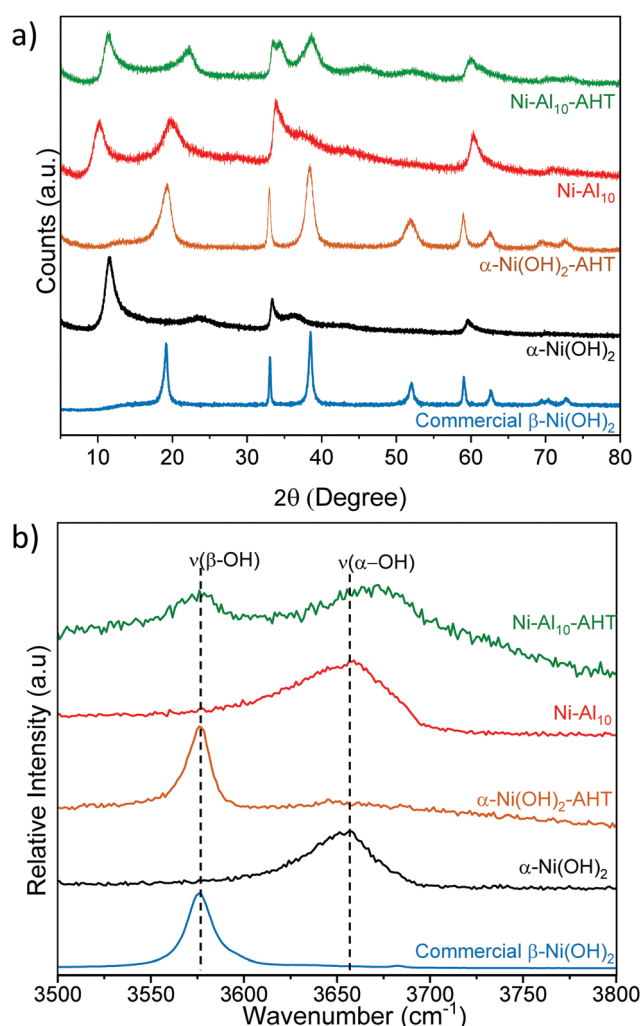 a)
Counts (a.u.)
Ni-Al₁₀-AHT
Ni-Al₁₀
α-Ni(OH)₂-AHT
α-Ni(OH)₂
Commercial β-Ni(OH)₂
10 20 30 40 50 60 70 80
2θ (Degree)
b)
Relative Intensity (a.u)
ν(β-OH) ν(α–OH)
Ni-Al₁₀-AHT
Ni-Al₁₀
α-Ni(OH)₂-AHT
α-Ni(OH)₂
Commercial β-Ni(OH)₂
3500 3550 3600 3650 3700 3750 3800
Wavenumber (cm⁻¹)